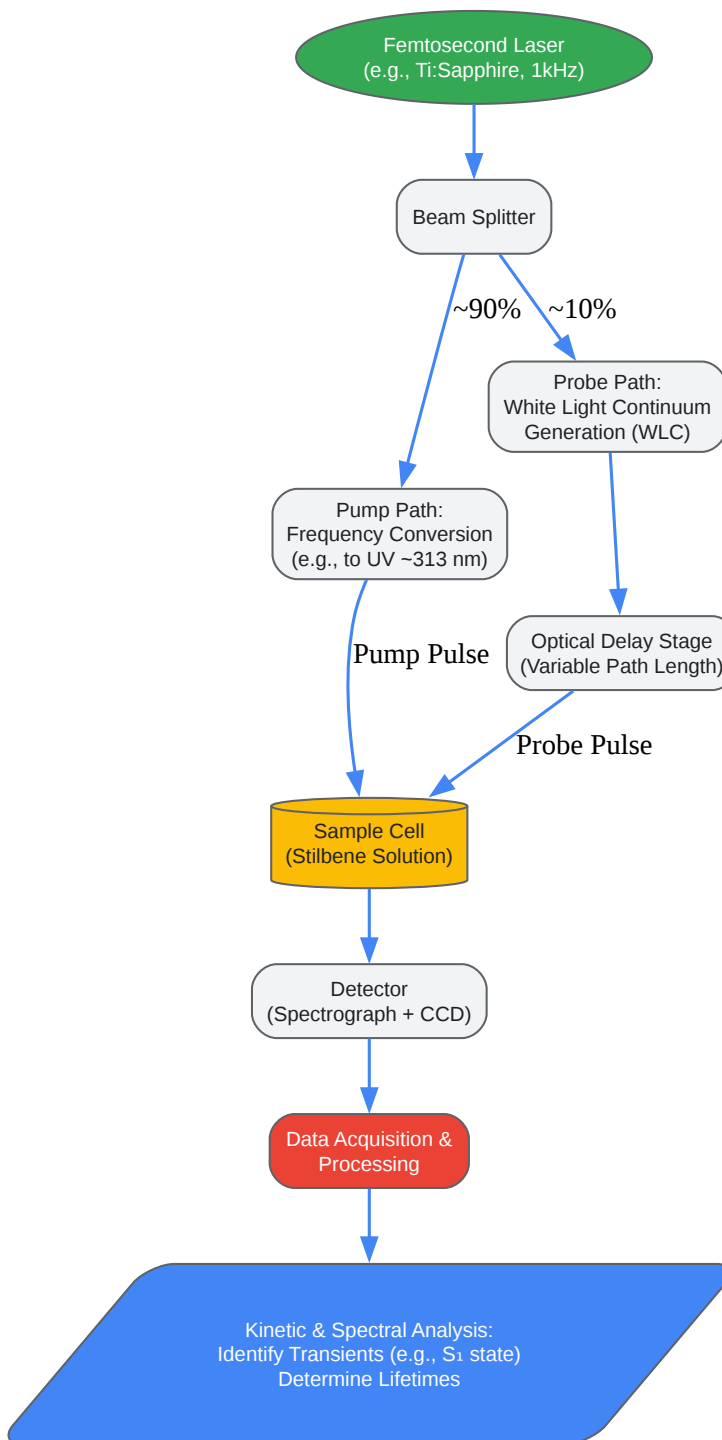 Femtosecond Laser
(e.g., Ti:Sapphire, 1kHz)
Beam Splitter
~90%
~10%
Probe Path:
White Light Continuum
Generation (WLC)
Pump Path:
Frequency Conversion
(e.g., to UV ~313 nm)
Optical Delay Stage
(Variable Path Length)
Pump Pulse
Probe Pulse
Sample Cell
(Stilbene Solution)
Detector
(Spectrograph + CCD)
Data Acquisition &
Processing
Kinetic & Spectral Analysis:
Identify Transients (e.g., S₁ state)
Determine Lifetimes